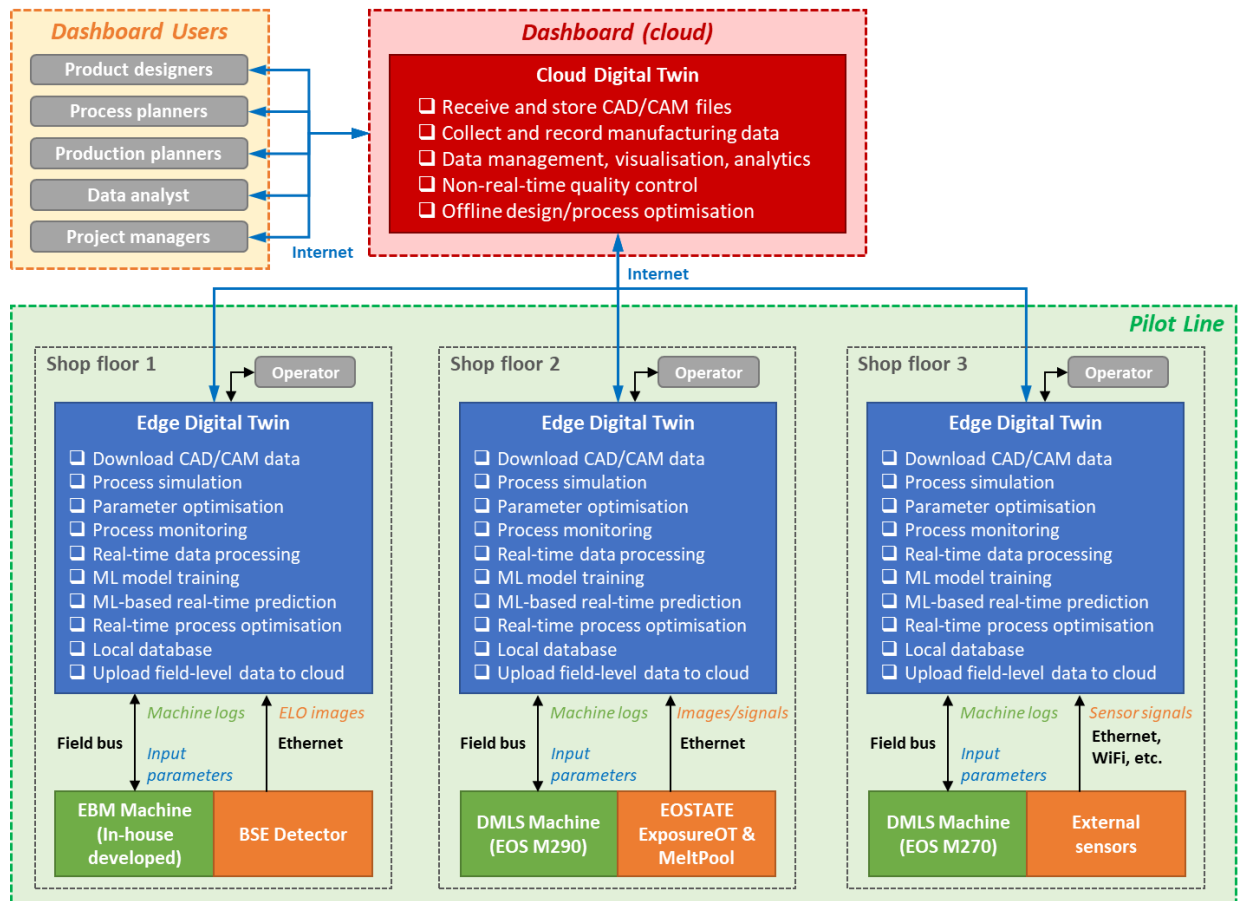 Dashboard Users
Product designers
Process planners
Production planners
Data analyst
Project managers
Internet
Dashboard (cloud)
Cloud Digital Twin
Receive and store CAD/CAM files
Collect and record manufacturing data
Data management, visualisation, analytics
Non-real-time quality control
Offline design/process optimisation
Internet
Pilot Line
Shop floor 1
Operator
Edge Digital Twin
Download CAD/CAM data
Process simulation
Parameter optimisation
Process monitoring
Real-time data processing
ML model training
ML-based real-time prediction
Real-time process optimisation
Local database
Upload field-level data to cloud
Machine logs
ELO images
Field bus
Ethernet
Input
parameters
EBM Machine
(In-house
developed)
BSE Detector
Shop floor 2
Operator
Edge Digital Twin
Download CAD/CAM data
Process simulation
Parameter optimisation
Process monitoring
Real-time data processing
ML model training
ML-based real-time prediction
Real-time process optimisation
Local database
Upload field-level data to cloud
Machine logs
Images/signals
Field bus
Ethernet
Input
parameters
DMLS Machine
(EOS M290)
EOSTATE
ExposureOT &
MeltPool
Shop floor 3
Operator
Edge Digital Twin
Download CAD/CAM data
Process simulation
Parameter optimisation
Process monitoring
Real-time data processing
ML model training
ML-based real-time prediction
Real-time process optimisation
Local database
Upload field-level data to cloud
Machine logs
Sensor signals
Field bus
Ethernet,
WiFi, etc.
Input
parameters
DMLS Machine
(EOS M270)
External
sensors